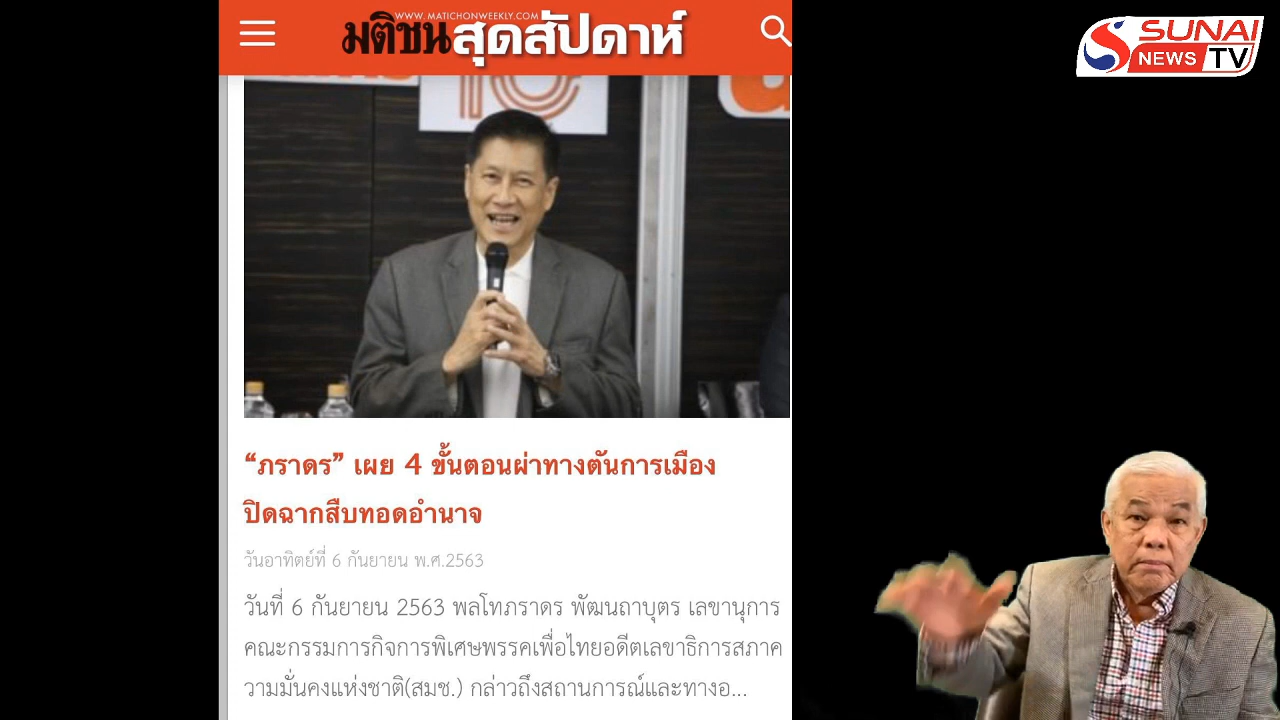 WWW.MATICHONWEEKLY.COM
มติชนสุดสัปดาห์
SUNAI
NEWS TV
“ภราดร” เผย 4 ขั้นตอนผ่าทางตันการเมือง
ปิดฉากสืบทอดอำนาจ
วันอาทิตย์ที่ 6 กันยายน พ.ศ.2563
วันที่ 6 กันยายน 2563 พลโทภราดร พัฒนถาบุตร เลขานุการ
คณะกรรมการกิจการพิเศษพรรคเพื่อไทยอดีตเลขาธิการสภาค
วามมั่นคงแห่งชาติ(สมช.) กล่าวถึงสถานการณ์และทางอ...